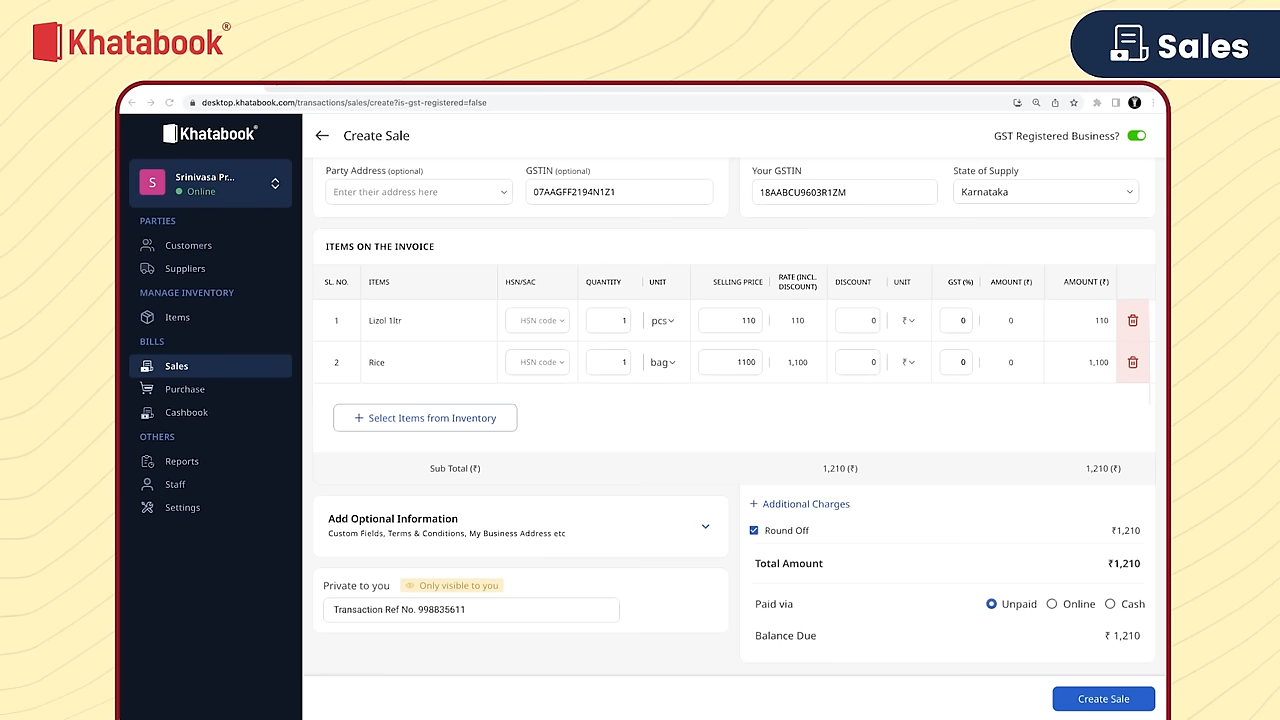 Khatabook®
Sales
desktop.khatabook.com/transactions/sales/create?is-gst-registered=false
Khatabook®
Create Sale
GST Registered Business?
S
Srinivasa Pr...
Online
PARTIES
Customers
Suppliers
MANAGE INVENTORY
Items
BILLS
Sales
Purchase
Cashbook
OTHERS
Reports
Staff
Settings
Party Address (optional)
GSTIN (optional)
Your GSTIN
State of Supply
Enter their address here
07AAGFF2194N1Z1
18AABCU9603R1ZM
Karnataka
ITEMS ON THE INVOICE
SL. NO. ITEMS HSN/SAC QUANTITY UNIT SELLING PRICE RATE (INCL. DISCOUNT) DISCOUNT UNIT GST (%) AMOUNT (₹) AMOUNT (₹)
1 Lizol 1ltr HSN code 1 pcs 110 110 0 ₹ 0 0 110
2 Rice HSN code 1 bag 1100 1,100 0 ₹ 0 0 1,100
+ Select Items from Inventory
Sub Total (₹) 1,210 (₹) 1,210 (₹)
Add Optional Information
Custom Fields, Terms & Conditions, My Business Address etc
Private to you Only visible to you
Transaction Ref No. 998835611
+ Additional Charges
Round Off ₹1,210
Total Amount ₹1,210
Paid via Unpaid Online Cash
Balance Due ₹ 1,210
Create Sale